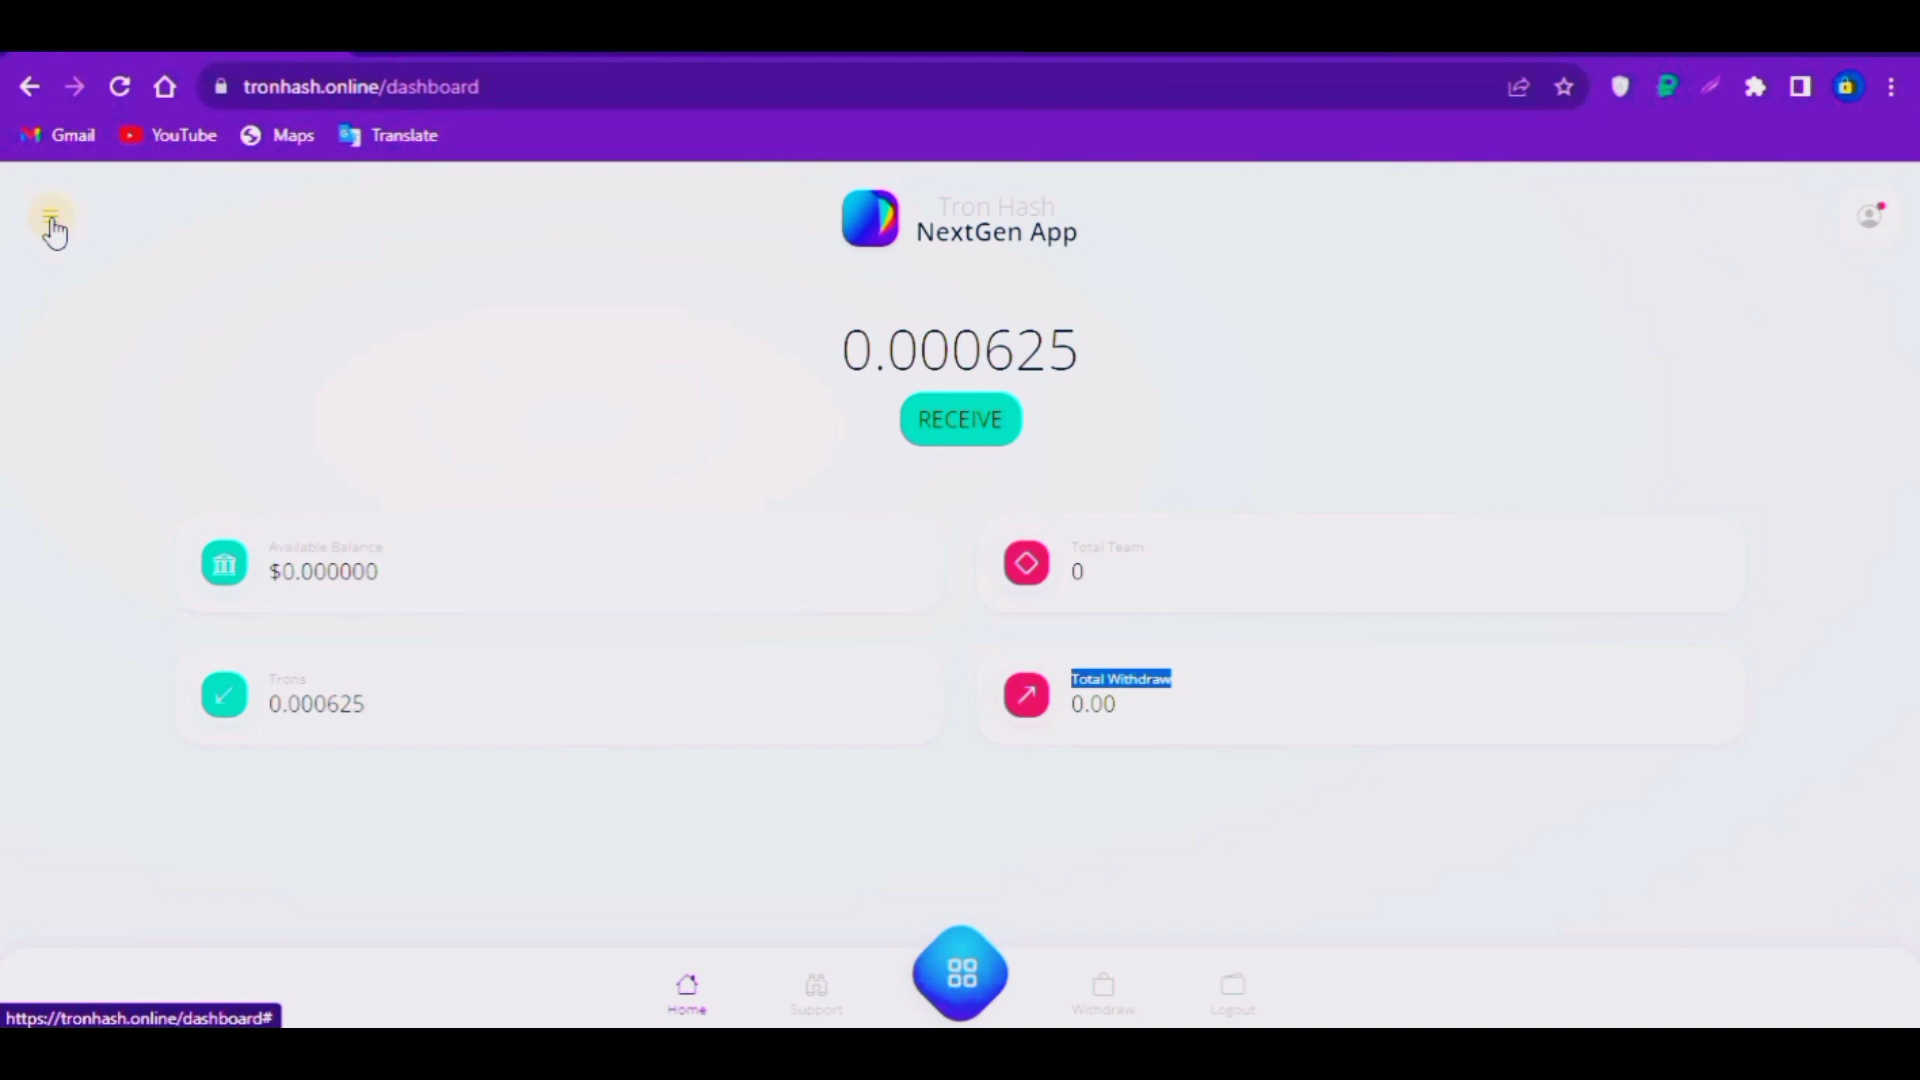 tronhash.online/dashboard
Gmail YouTube Maps Translate
Tron Hash
NextGen App
0.000625
RECEIVE
Available Balance
$0.000000
Total Team
0
Trons
0.000625
Total Withdraw
0.00
Home Support Withdraw Logout
https://tronhash.online/dashboard#